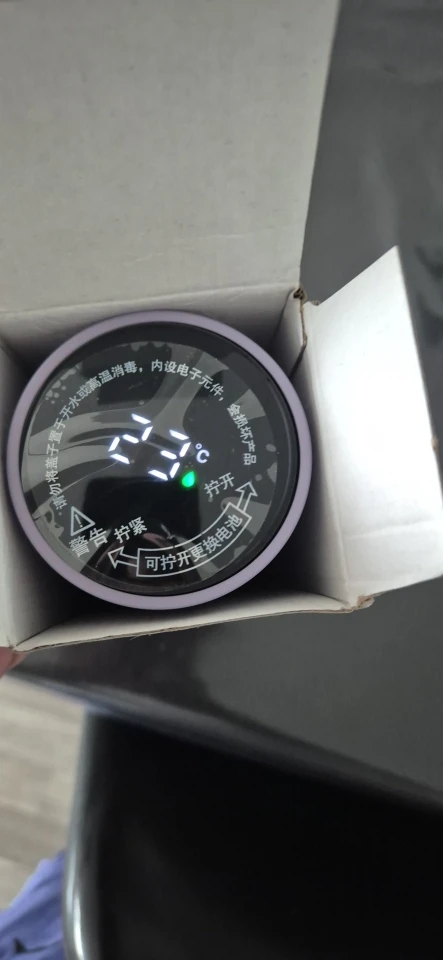 请勿将盖子置于开水或高温消毒，内设电子元件，会损坏产品
23°C
警告
拧紧
拧开
可拧开更换电池